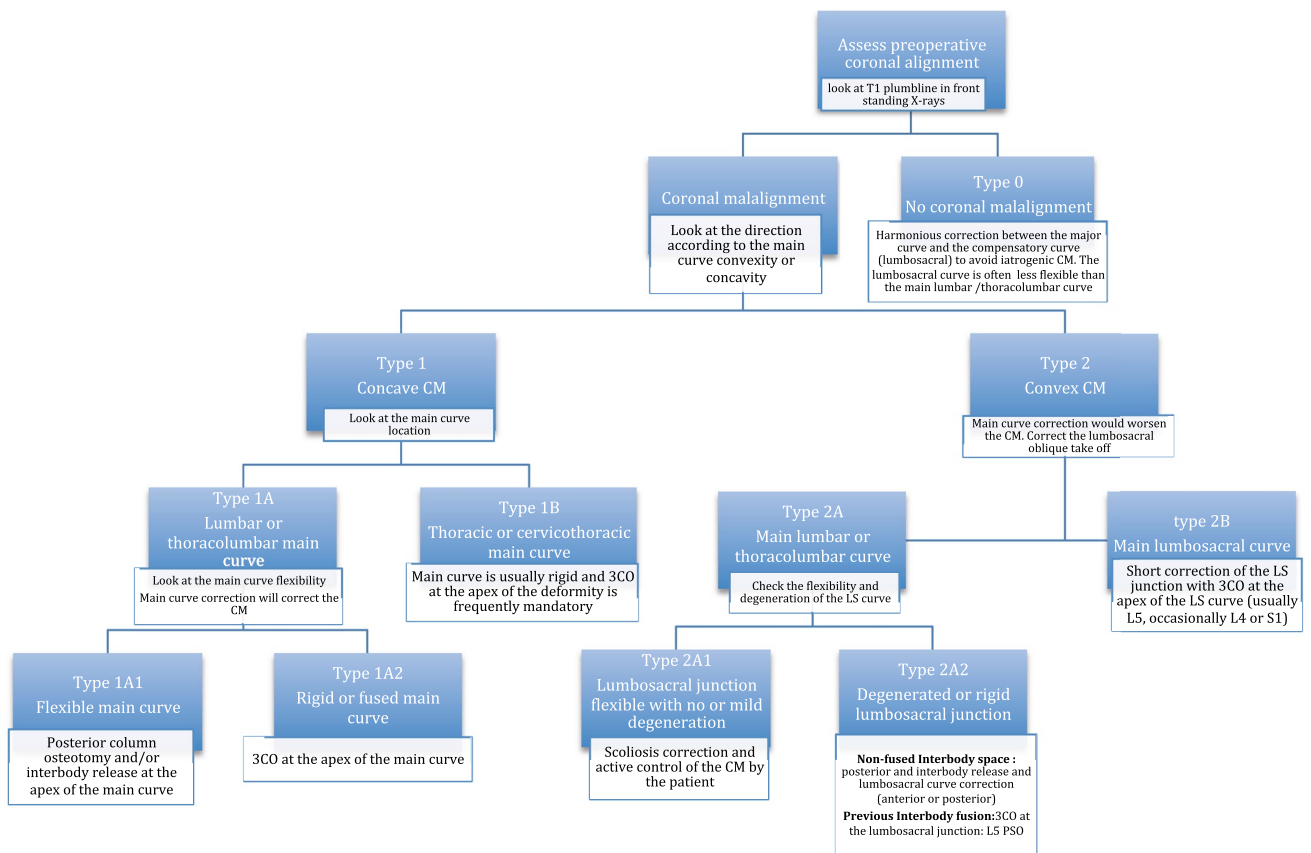 Assess preoperative
coronal alignment
look at T1 plumbline in front
standing X-rays
Coronal malalignment
Look at the direction
according to the main
curve convexity or
concavity
Type 0
No coronal malalignment
Harmonious correction between the major
curve and the compensatory curve
(lumbosacral) to avoid iatrogenic CM. The
lumbosacral curve is often less flexible than
the main lumbar /thoracolumbar curve
Type 1
Concave CM
Look at the main curve
location
Type 2
Convex CM
Main curve correction would worsen
the CM. Correct the lumbosacral
oblique take off
Type 1A
Lumbar or
thoracolumbar main
curve
Look at the main curve flexibility
Main curve correction will correct the
CM
Type 1B
Thoracic or cervicothoracic
main curve
Main curve is usually rigid and 3CO
at the apex of the deformity is
frequently mandatory
Type 2A
Main lumbar or
thoracolumbar curve
Check the flexibility and
degeneration of the LS curve
type 2B
Main lumbosacral curve
Short correction of the LS
junction with 3CO at the
apex of the LS curve (usually
L5, occasionally L4 or S1)
Type 1A1
Flexible main curve
Posterior column
osteotomy and/or
interbody release at the
apex of the main curve
Type 1A2
Rigid or fused main
curve
3CO at the apex of the main curve
Type 2A1
Lumbosacral junction
flexible with no or mild
degeneration
Scoliosis correction and
active control of the CM by
the patient
Type 2A2
Degenerated or rigid
lumbosacral junction
Non-fused Interbody space :
posterior and interbody release and
lumbosacral curve correction
(anterior or posterior)
Previous Interbody fusion:3CO at
the lumbosacral junction: L5 PSO